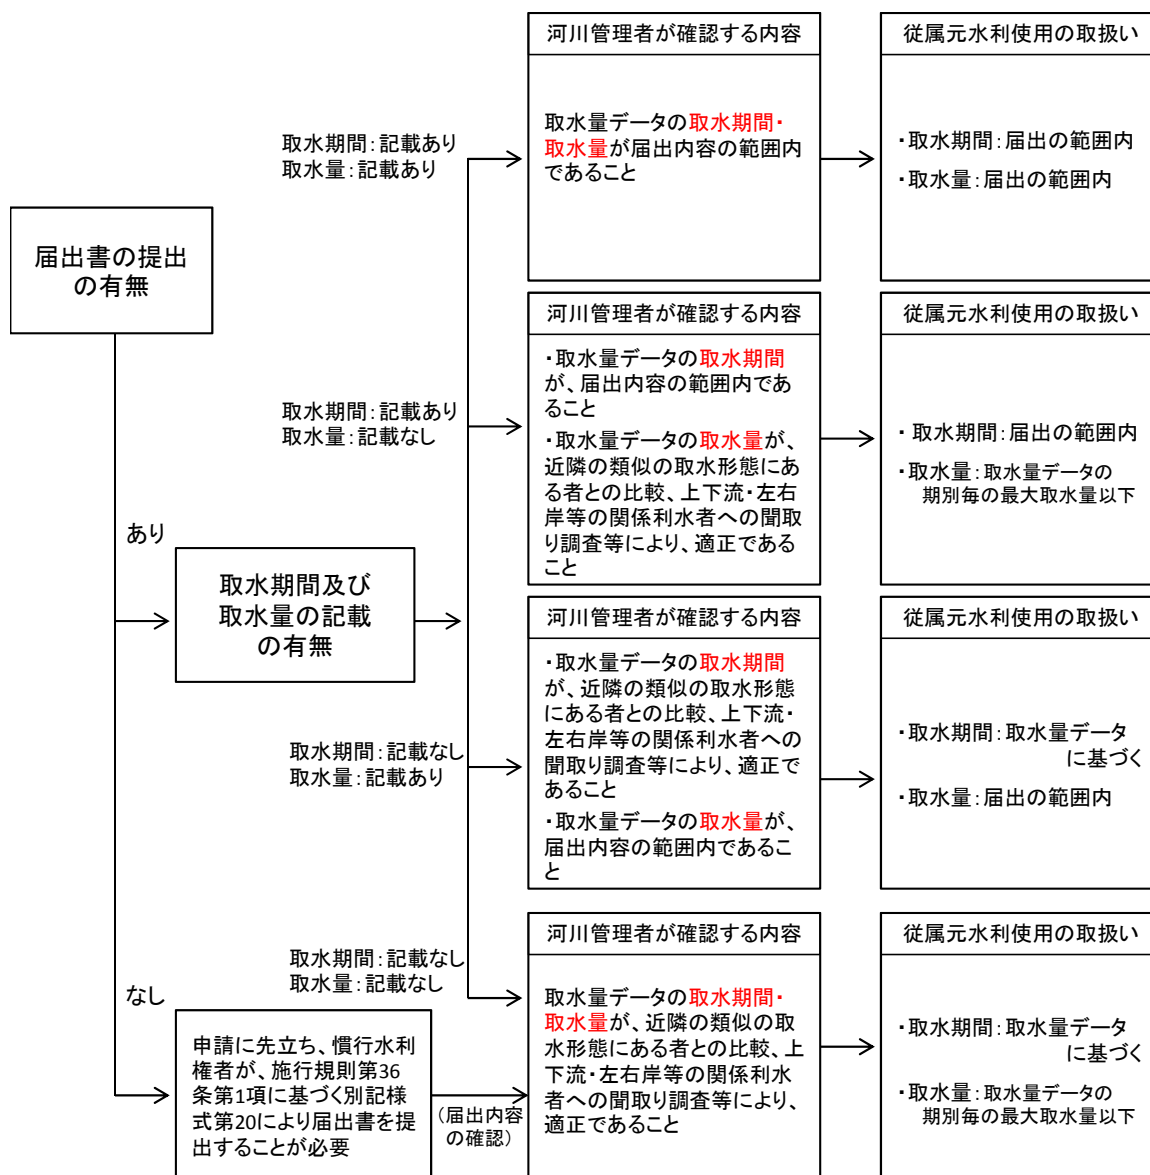 届出書の提出
の有無
あり
なし
取水期間及び
取水量の記載
の有無
申請に先立ち、慣行水利
権者が、施行規則第36
条第1項に基づく別記様
式第20により届出書を提
出することが必要
(届出内容
の確認)
取水期間:記載あり
取水量:記載あり
河川管理者が確認する内容
取水量データの取水期間・
取水量が届出内容の範囲内
であること
従属元水利使用の取扱い
・取水期間:届出の範囲内
・取水量:届出の範囲内
取水期間:記載あり
取水量:記載なし
河川管理者が確認する内容
・取水量データの取水期間
が、届出内容の範囲内であ
ること
・取水量データの取水量が、
近隣の類似の取水形態にあ
る者との比較、上下流・左右
岸等の関係利水者への聞取
り調査等により、適正である
こと
従属元水利使用の取扱い
・取水期間:届出の範囲内
・取水量:取水量データの
期別毎の最大取水量以下
取水期間:記載なし
取水量:記載あり
河川管理者が確認する内容
・取水量データの取水期間
が、近隣の類似の取水形態
にある者との比較、上下流・
左右岸等の関係利水者への
聞取り調査等により、適正で
あること
・取水量データの取水量が、
届出内容の範囲内であるこ
と
従属元水利使用の取扱い
・取水期間:取水量データ
に基づく
・取水量:届出の範囲内
取水期間:記載なし
取水量:記載なし
河川管理者が確認する内容
取水量データの取水期間・
取水量が、近隣の類似の取
水形態にある者との比較、上
下流・左右岸等の関係利水
者への聞取り調査等により、
適正であること
従属元水利使用の取扱い
・取水期間:取水量データ
に基づく
・取水量:取水量データの
期別毎の最大取水量以下